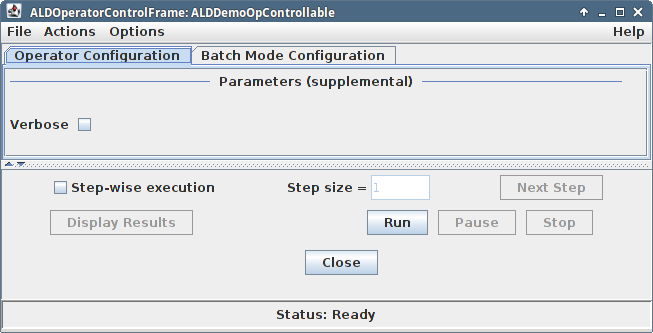 ALDOperatorControlFrame: ALDDemoOpControllable
File Actions Options Help
Operator Configuration Batch Mode Configuration
Parameters (supplemental)
Verbose
Step-wise execution Step size = 1 Next Step
Display Results Run Pause Stop
Close
Status: Ready